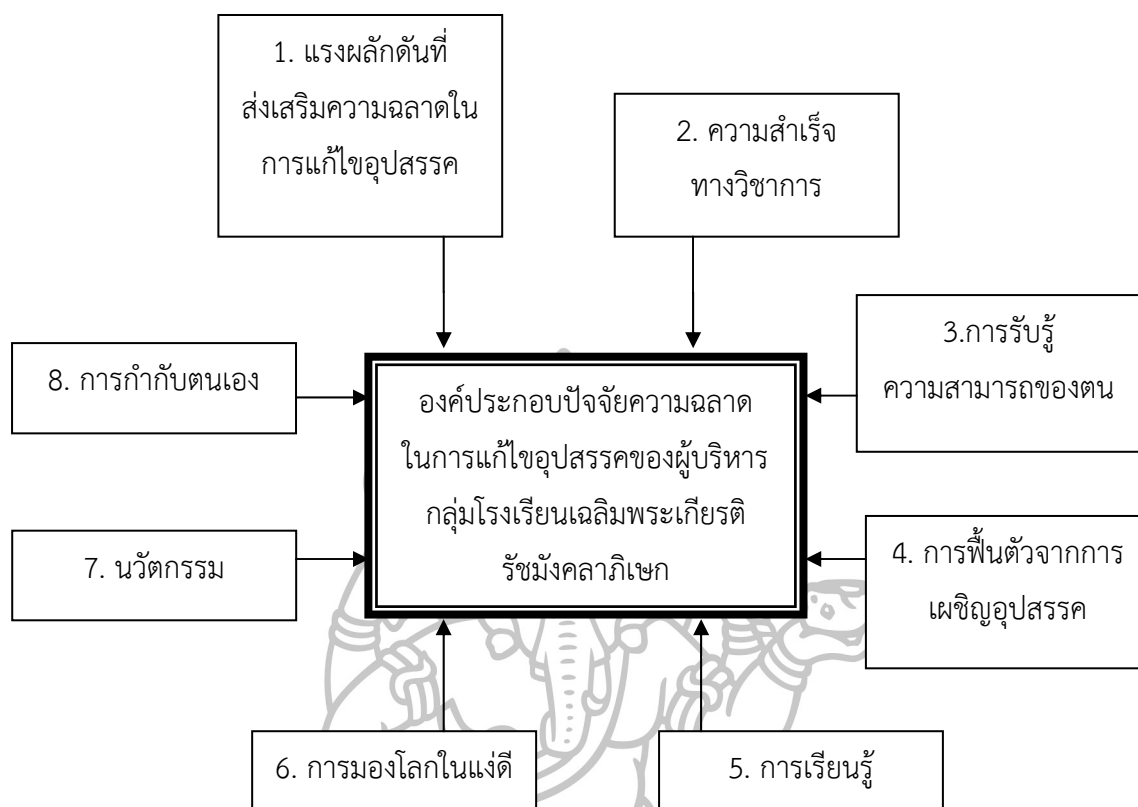 1. แรงผลักดันที่
ส่งเสริมความฉลาดใน
การแก้ไขอุปสรรค
2. ความสำเร็จ
ทางวิชาการ
3.การรับรู้
ความสามารถของตน
8. การกำกับตนเอง
องค์ประกอบปัจจัยความฉลาด
ในการแก้ไขอุปสรรคของผู้บริหาร
กลุ่มโรงเรียนเฉลิมพระเกียรติ
รัชมังคลาภิเษก
7. นวัตกรรม
4. การฟื้นตัวจากการ
เผชิญอุปสรรค
6. การมองโลกในแง่ดี
5. การเรียนรู้